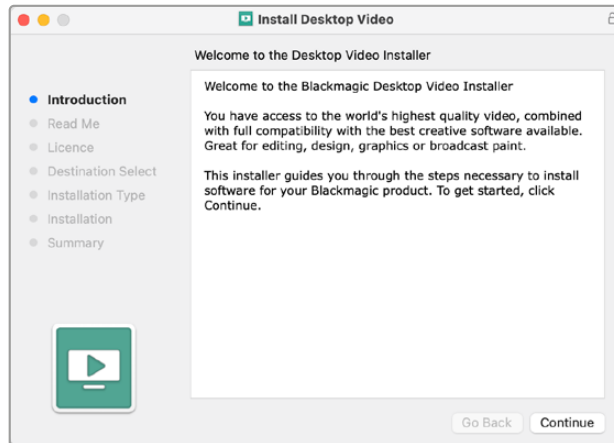 Install Desktop Video
Welcome to the Desktop Video Installer
Introduction
Read Me
Licence
Destination Select
Installation Type
Installation
Summary
Welcome to the Blackmagic Desktop Video Installer
You have access to the world's highest quality video, combined
with full compatibility with the best creative software available.
Great for editing, design, graphics or broadcast paint.
This installer guides you through the steps necessary to install
software for your Blackmagic product. To get started, click
Continue.
Go Back
Continue